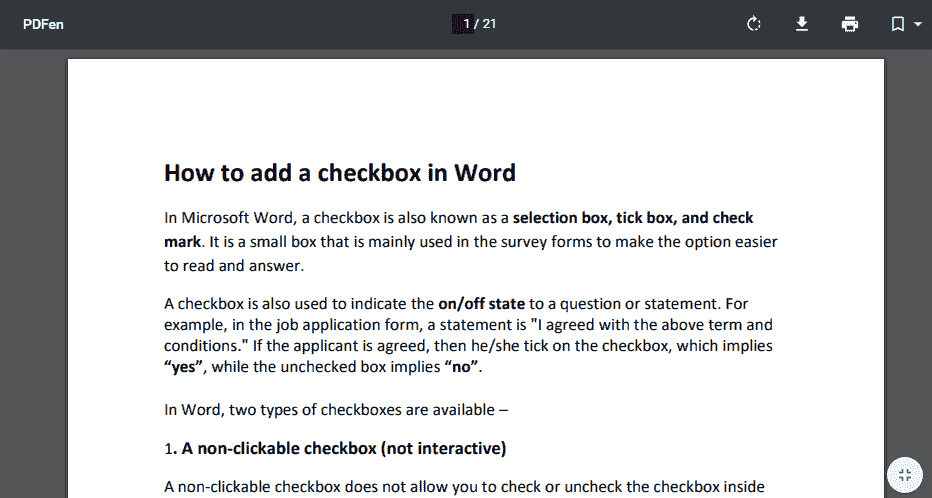 PDFen
1 / 21
How to add a checkbox in Word
In Microsoft Word, a checkbox is also known as a selection box, tick box, and check
mark. It is a small box that is mainly used in the survey forms to make the option easier
to read and answer.
A checkbox is also used to indicate the on/off state to a question or statement. For
example, in the job application form, a statement is "I agreed with the above term and
conditions." If the applicant is agreed, then he/she tick on the checkbox, which implies
“yes”, while the unchecked box implies “no”.
In Word, two types of checkboxes are available –
1. A non-clickable checkbox (not interactive)
A non-clickable checkbox does not allow you to check or uncheck the checkbox inside